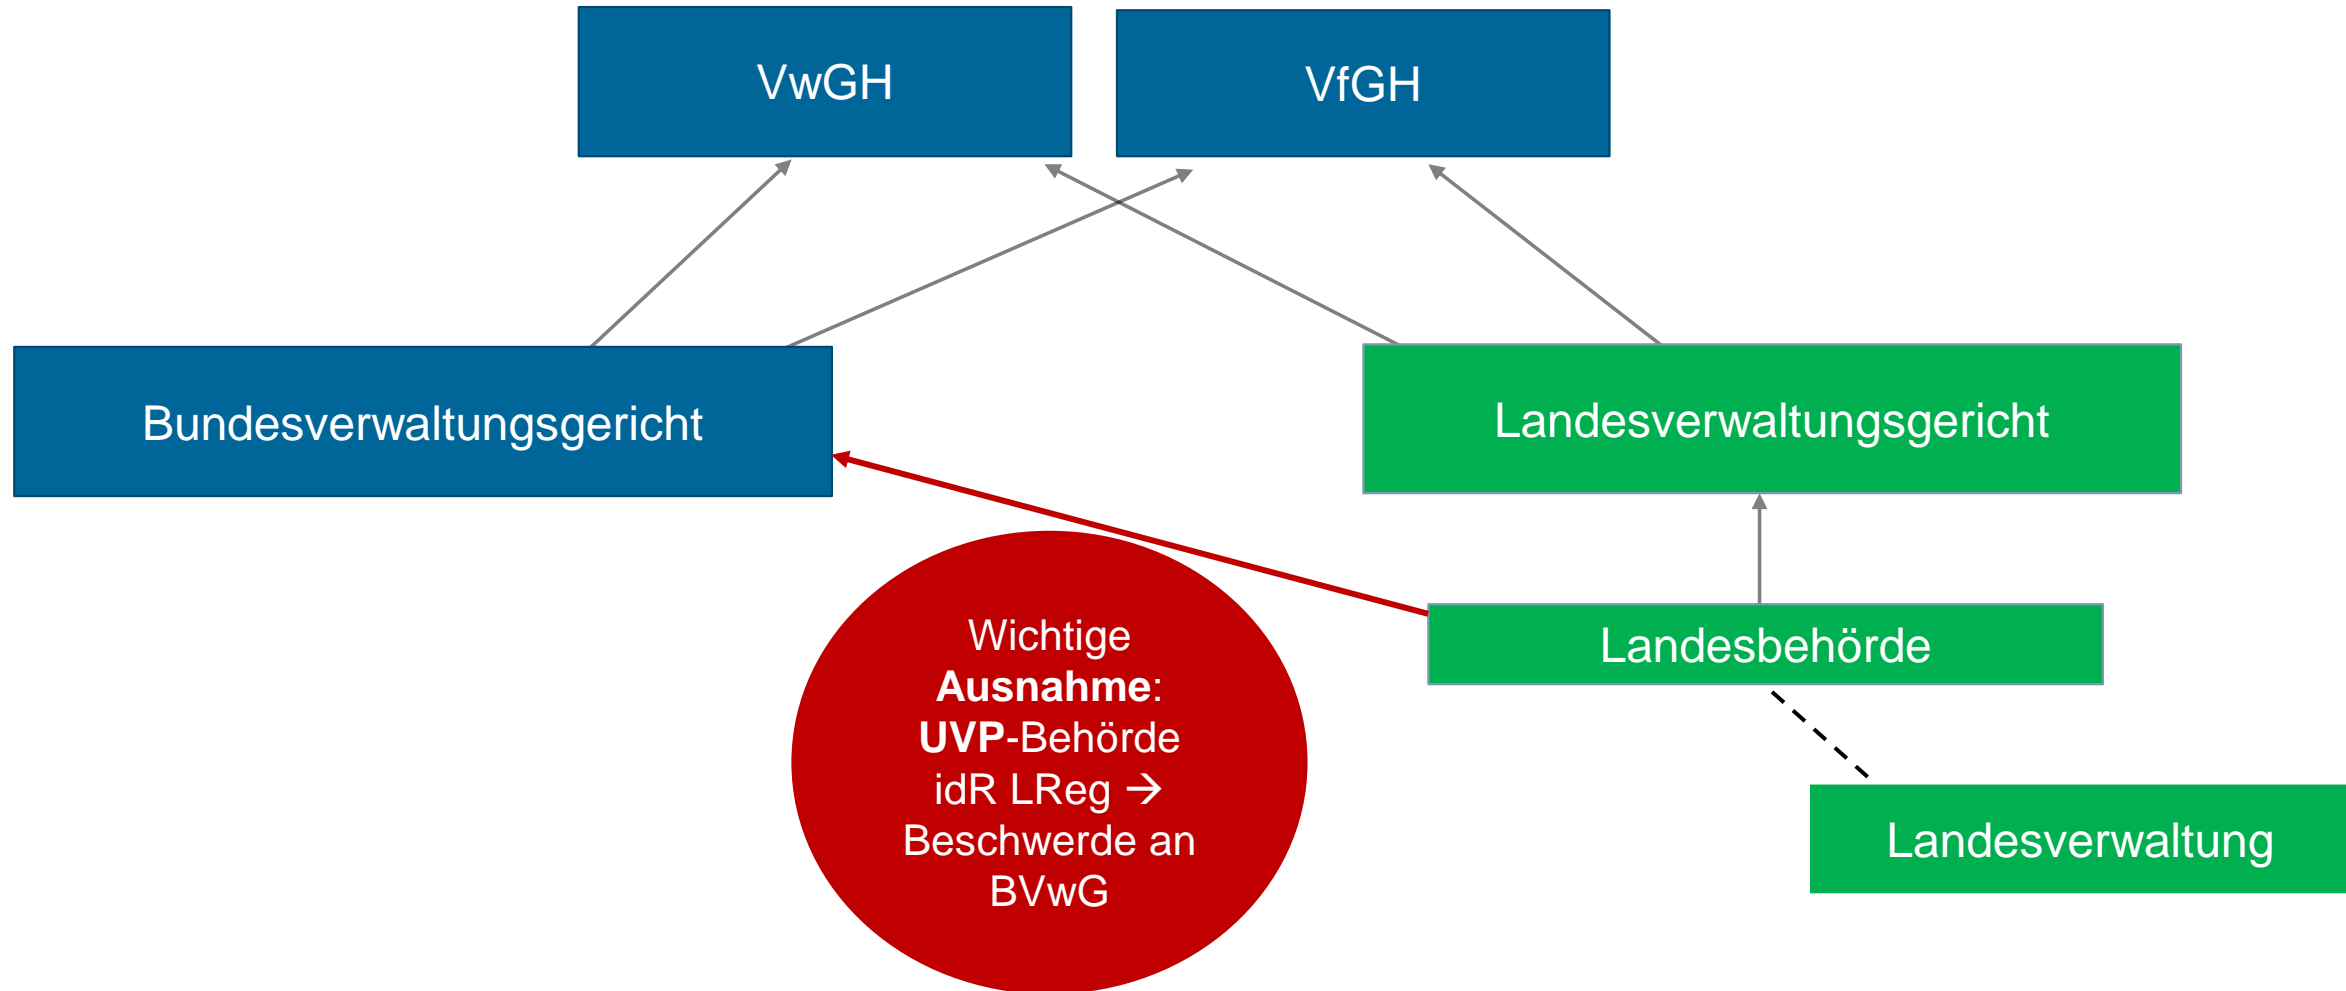 VwGH
VfGH
Bundesverwaltungsgericht
Landesverwaltungsgericht
Wichtige
Ausnahme:
UVP-Behörde
idR LReg →
Beschwerde an
BVwG
Landesbehörde
Landesverwaltung